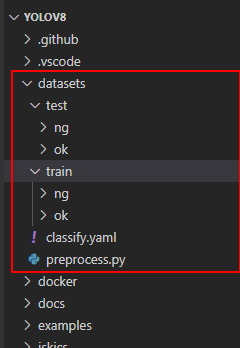 YOLOV8
.github
.vscode
datasets
test
ng
ok
train
ng
ok
! classify.yaml
preprocess.py
docker
docs
examples